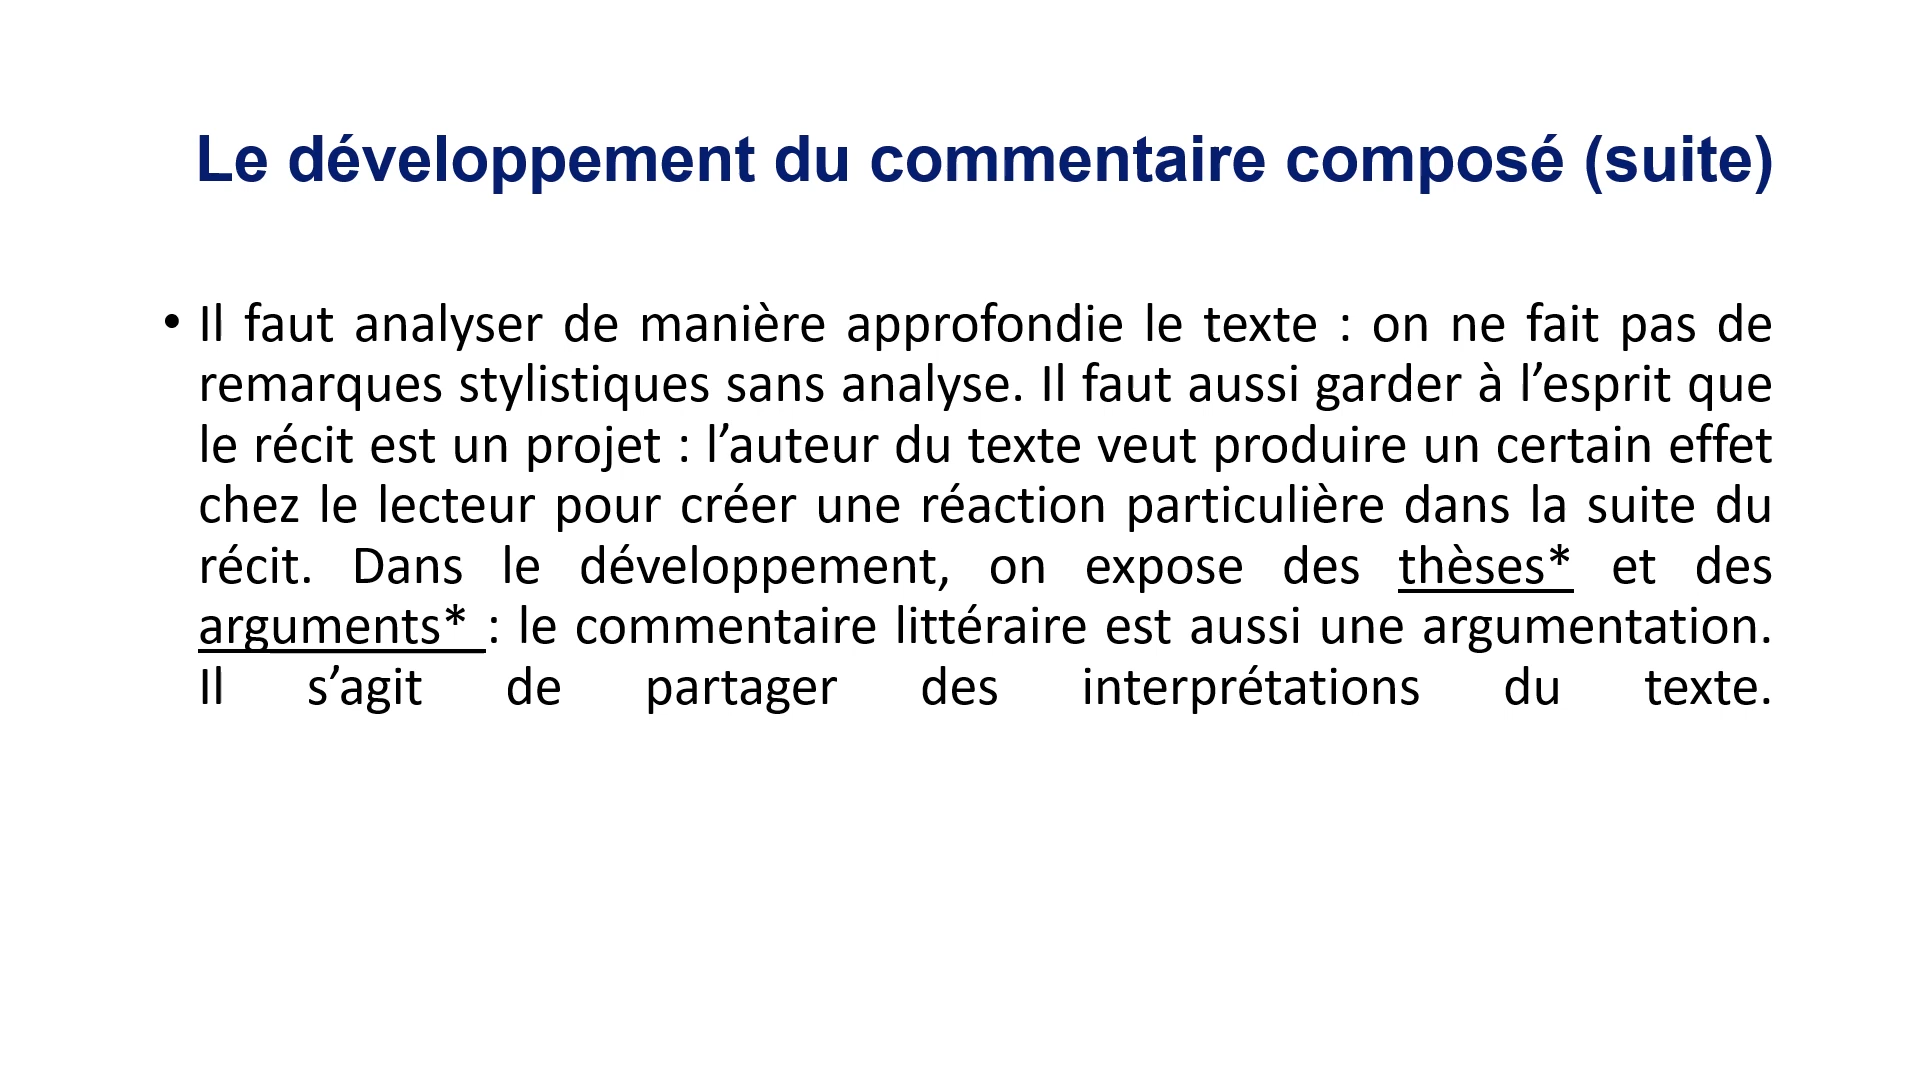 Le développement du commentaire composé (suite)
• Il faut analyser de manière approfondie le texte : on ne fait pas de
remarques stylistiques sans analyse. Il faut aussi garder à l’esprit que
le récit est un projet : l’auteur du texte veut produire un certain effet
chez le lecteur pour créer une réaction particulière dans la suite du
récit. Dans le développement, on expose des thèses* et des
arguments* : le commentaire littéraire est aussi une argumentation.
Il s’agit de partager des interprétations du texte.